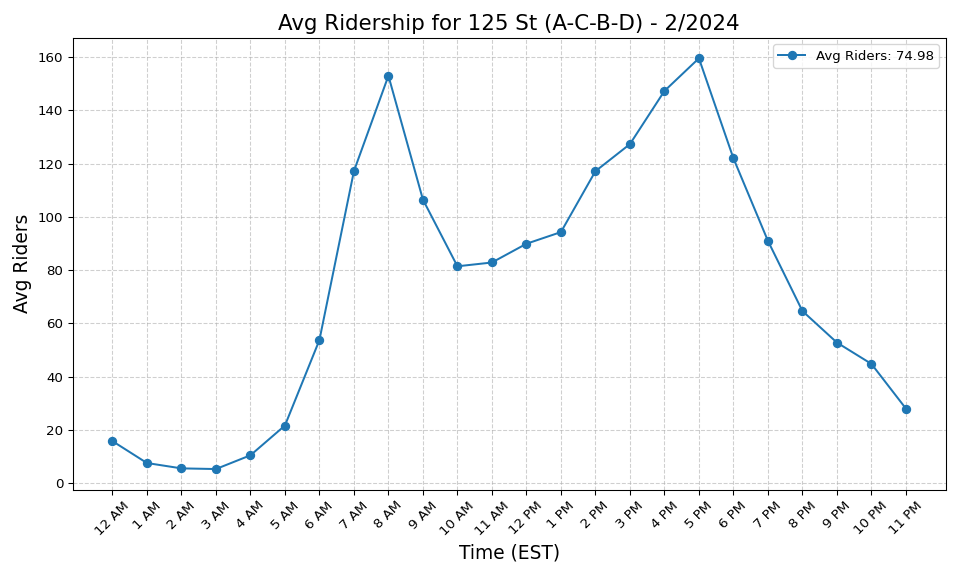 Avg Ridership for 125 St (A-C-B-D) - 2/2024
Avg Riders: 74.98
Avg Riders
160
140
120
100
80
60
40
20
0
12 AM
1 AM
2 AM
3 AM
4 AM
5 AM
6 AM
7 AM
8 AM
9 AM
10 AM
11 AM
12 PM
1 PM
2 PM
3 PM
4 PM
5 PM
6 PM
7 PM
8 PM
9 PM
10 PM
11 PM
Time (EST)